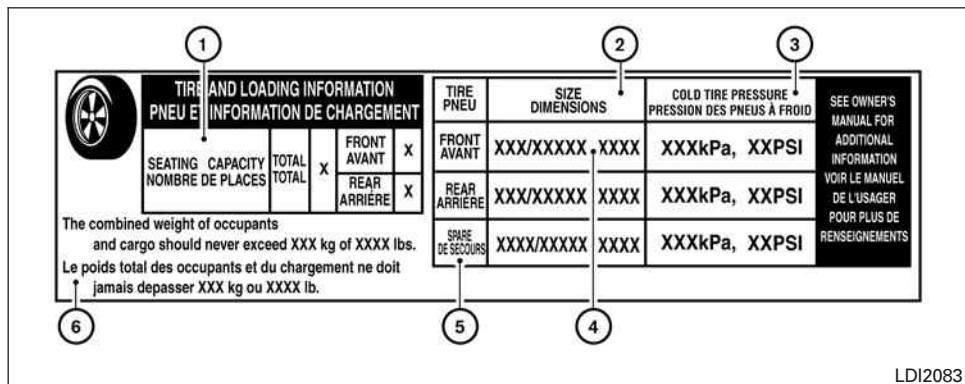 1
2
3
TIRE AND LOADING INFORMATION
PNEU ET INFORMATION DE CHARGEMENT
SEATING CAPACITY
NOMBRE DE PLACES
TOTAL
TOTAL
X
FRONT
AVANT
X
REAR
ARRIÈRE
X
The combined weight of occupants
and cargo should never exceed XXX kg of XXXX lbs.
Le poids total des occupants et du chargement ne doit
jamais depasser XXX kg ou XXXX lb.
TIRE
PNEU
SIZE
DIMENSIONS
COLD TIRE PRESSURE
PRESSION DES PNEUS À FROID
FRONT
AVANT
XXX/XXXXX XXXX
XXXkPa, XXPSI
REAR
ARRIÈRE
XXX/XXXXX XXXX
XXXkPa, XXPSI
SPARE
DE SECOURS
XXXX/XXXXX XXXX
XXXkPa, XXPSI
SEE OWNER'S
MANUAL FOR
ADDITIONAL
INFORMATION
VOIR LE MANUEL
DE L'USAGER
POUR PLUS DE
RENSEIGNEMENTS
6
5
4
LDI2083